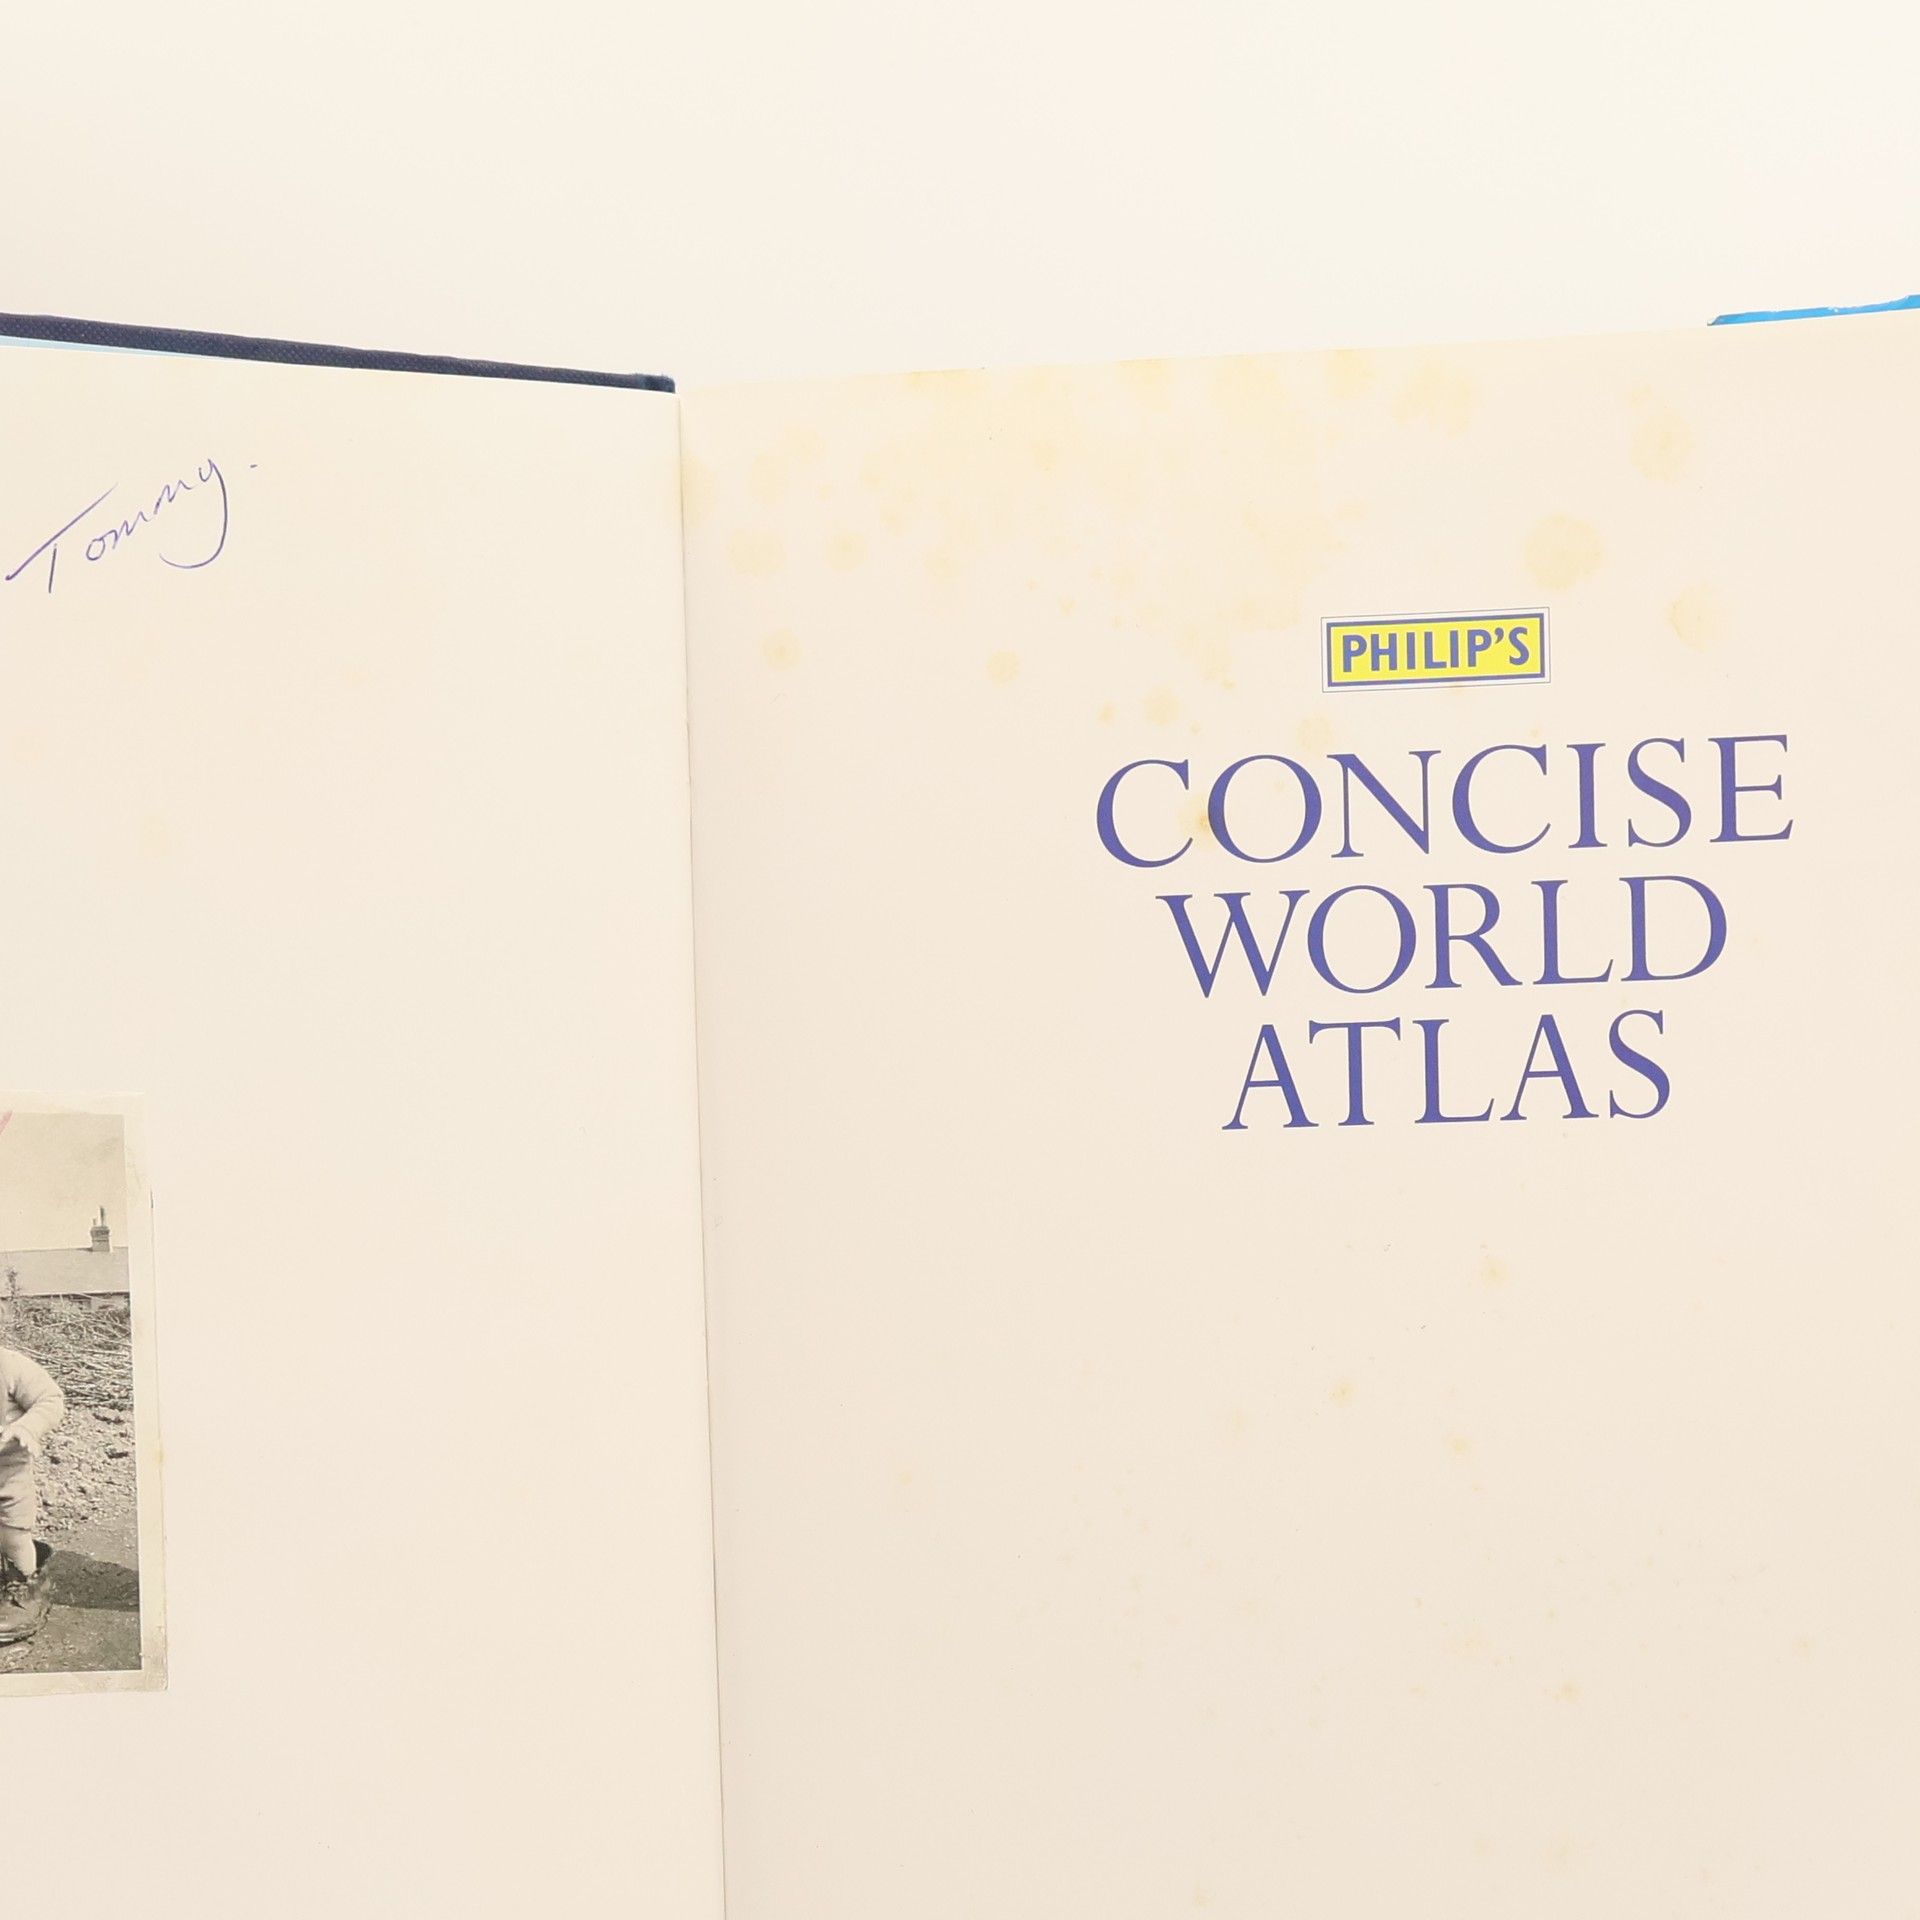 Tommy.
PHILIP'S
CONCISE
WORLD
ATLAS